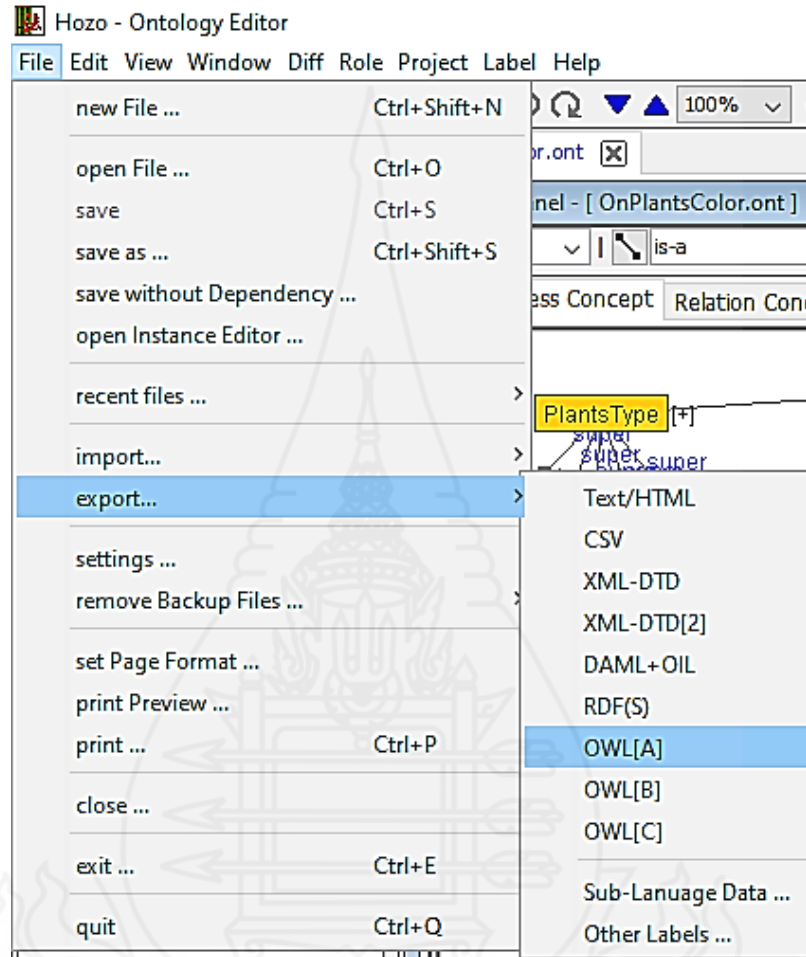 Hozo - Ontology Editor
File Edit View Window Diff Role Project Label Help
new File ... Ctrl+Shift+N
100%
open File ... Ctrl+O
r.ont
save Ctrl+S
nel - [ OnPlantsColor.ont ]
save as ... Ctrl+Shift+S
is-a
save without Dependency ...
ess Concept Relation Con
open Instance Editor ...
recent files ...
PlantsType [+]
super
super super
import...
export...
Text/HTML
CSV
settings ...
XML-DTD
remove Backup Files ...
XML-DTD[2]
set Page Format ...
DAML+OIL
print Preview ...
RDF(S)
print ... Ctrl+P
OWL[A]
OWL[B]
close ...
OWL[C]
exit ... Ctrl+E
Sub-Lanuage Data ...
quit Ctrl+Q
Other Labels ...